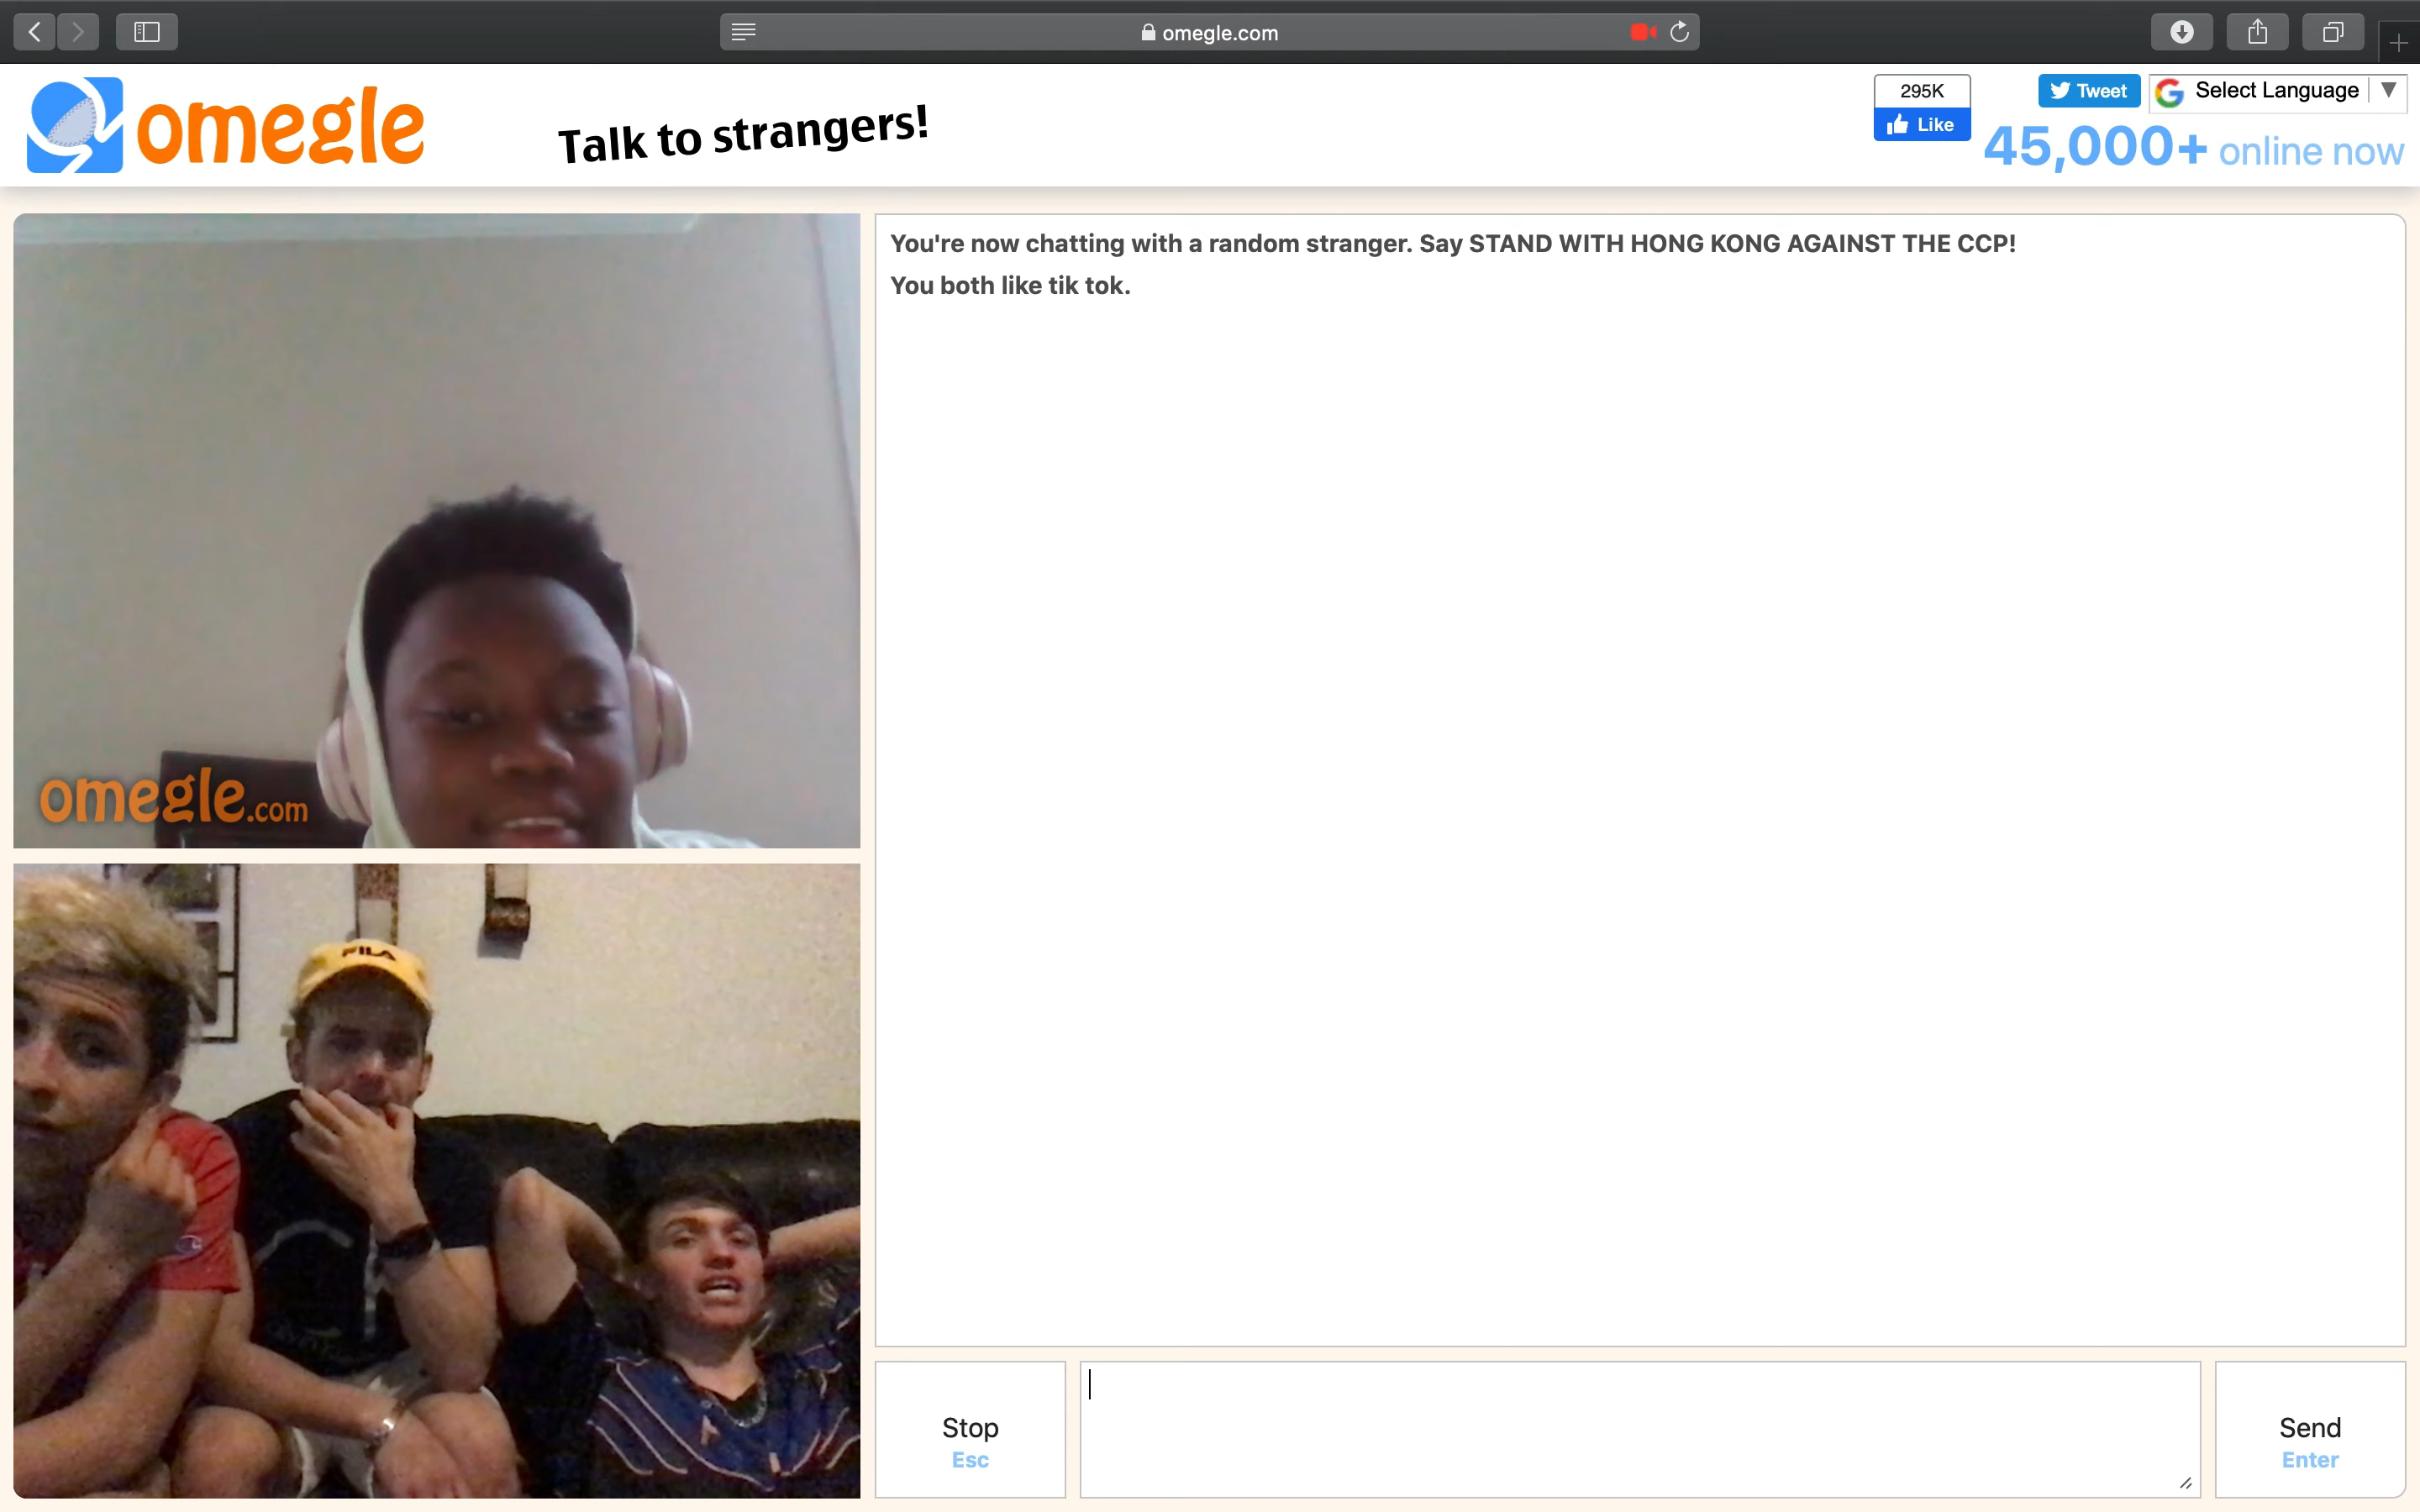 omegle.com
omegle
Talk to strangers!
295K
Like
Tweet
Select Language
45,000+ online now
You're now chatting with a random stranger. Say STAND WITH HONG KONG AGAINST THE CCP!
You both like tik tok.
omegle.com
FILA
Stop
Esc
Send
Enter